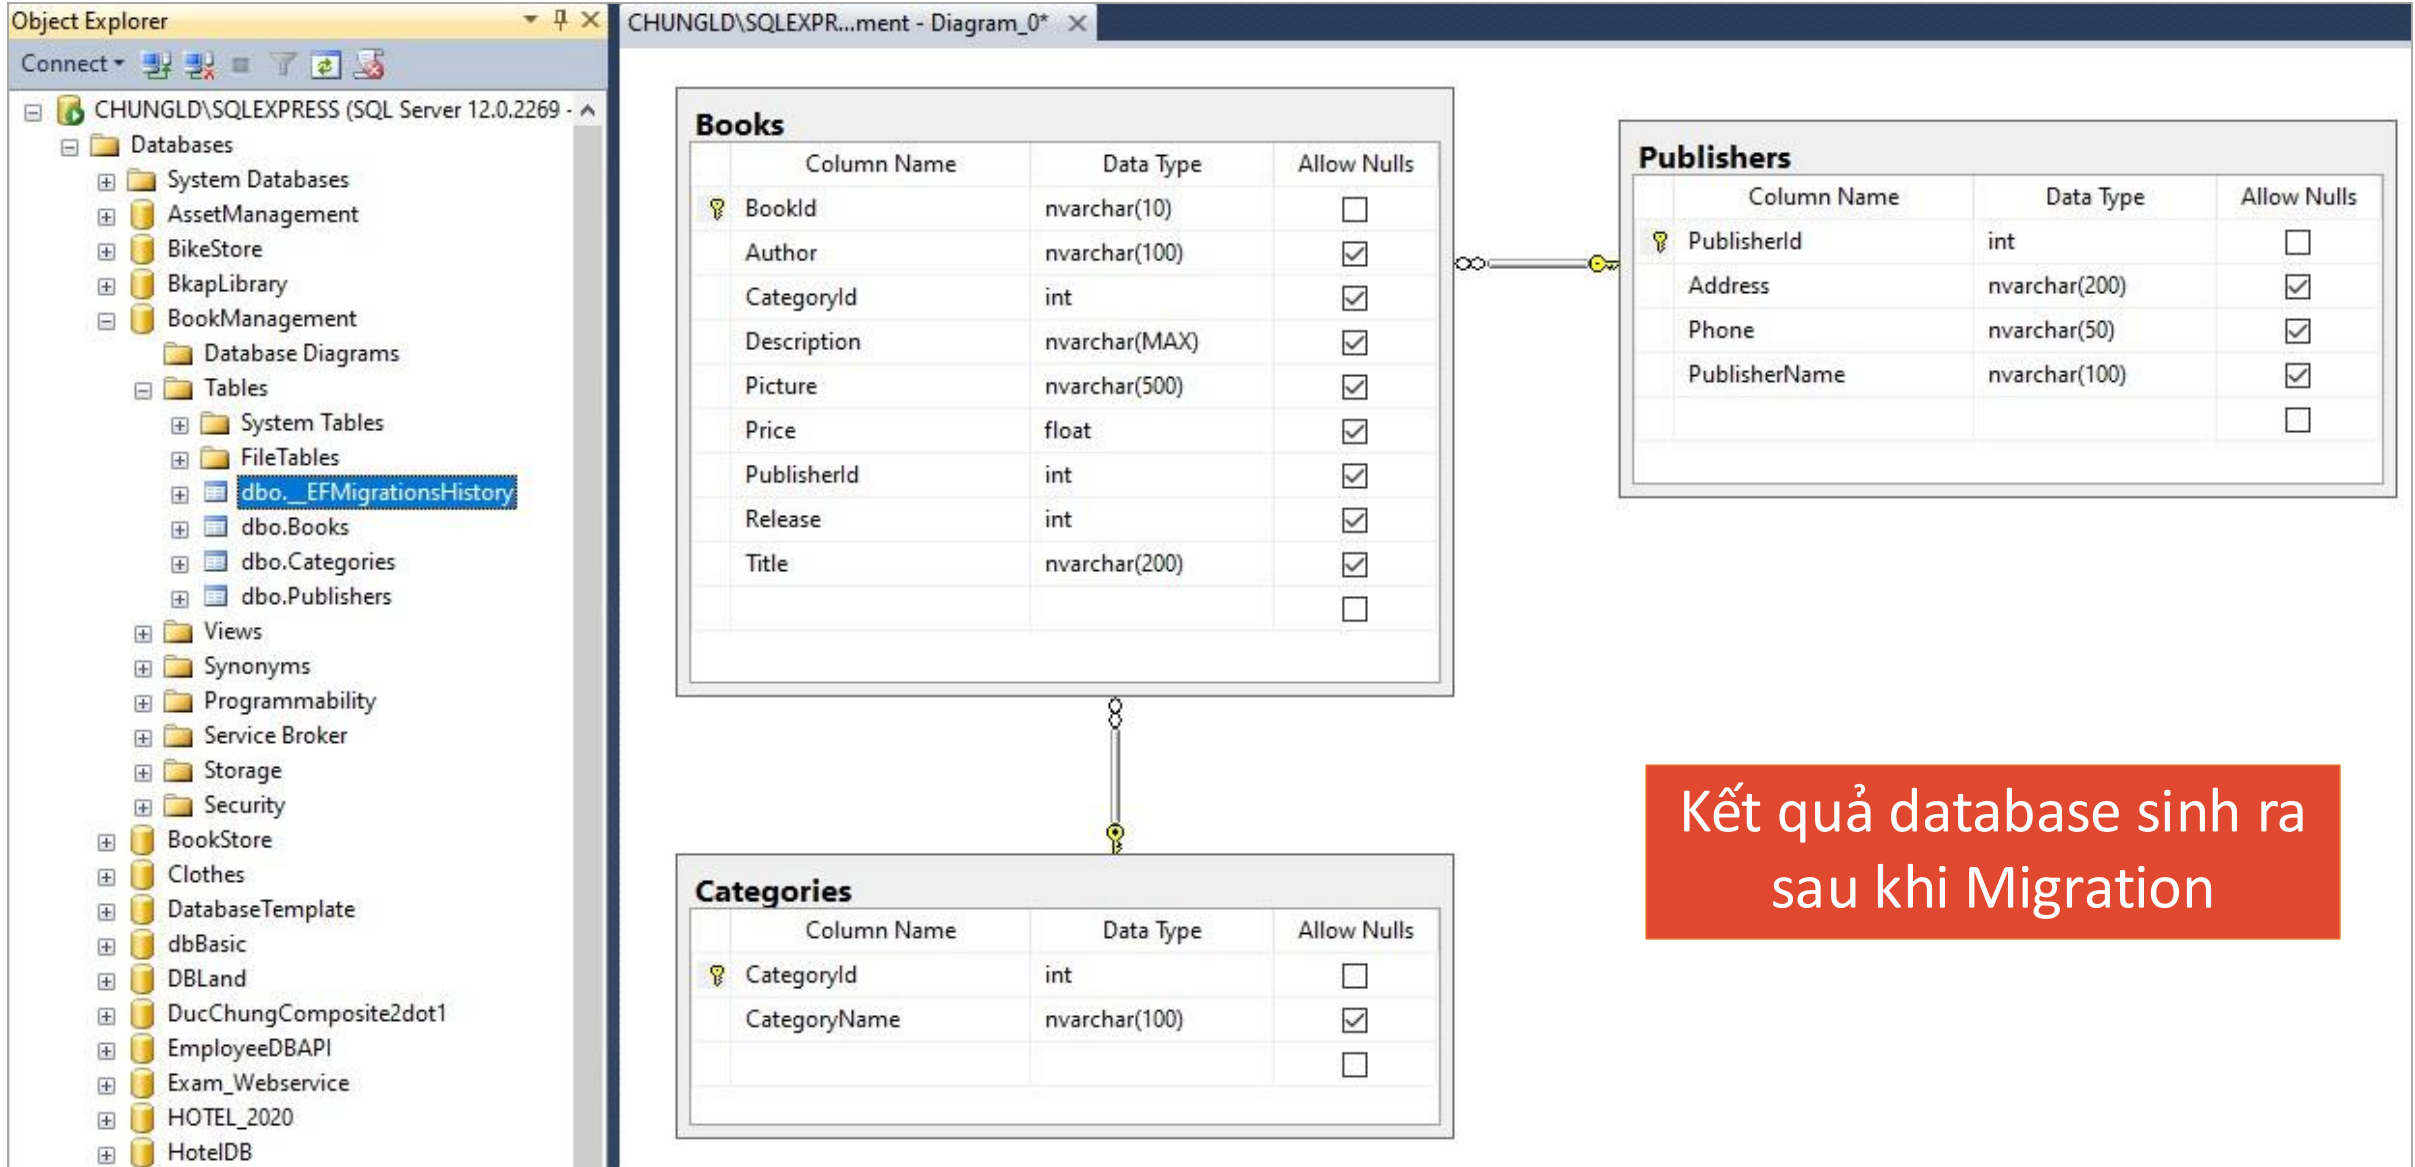 Object Explorer
Connect
CHUNGLD\SQLEXPRESS (SQL Server 12.0.2269 -
Databases
System Databases
AssetManagement
BikeStore
BkapLibrary
BookManagement
Database Diagrams
Tables
System Tables
FileTables
dbo.__EFMigrationsHistory
dbo.Books
dbo.Categories
dbo.Publishers
Views
Synonyms
Programmability
Service Broker
Storage
Security
BookStore
Clothes
DatabaseTemplate
dbBasic
DBLand
DucChungComposite2dot1
EmployeeDBAPI
Exam_Webservice
HOTEL_2020
HotelDB
CHUNGLD\SQLEXPR...ment - Diagram_0*
Books
Column Name Data Type Allow Nulls
BookId nvarchar(10)
Author nvarchar(100)
CategoryId int
Description nvarchar(MAX)
Picture nvarchar(500)
Price float
PublisherId int
Release int
Title nvarchar(200)
Publishers
Column Name Data Type Allow Nulls
PublisherId int
Address nvarchar(200)
Phone nvarchar(50)
PublisherName nvarchar(100)
Categories
Column Name Data Type Allow Nulls
CategoryId int
CategoryName nvarchar(100)
Kết quả database sinh ra
sau khi Migration